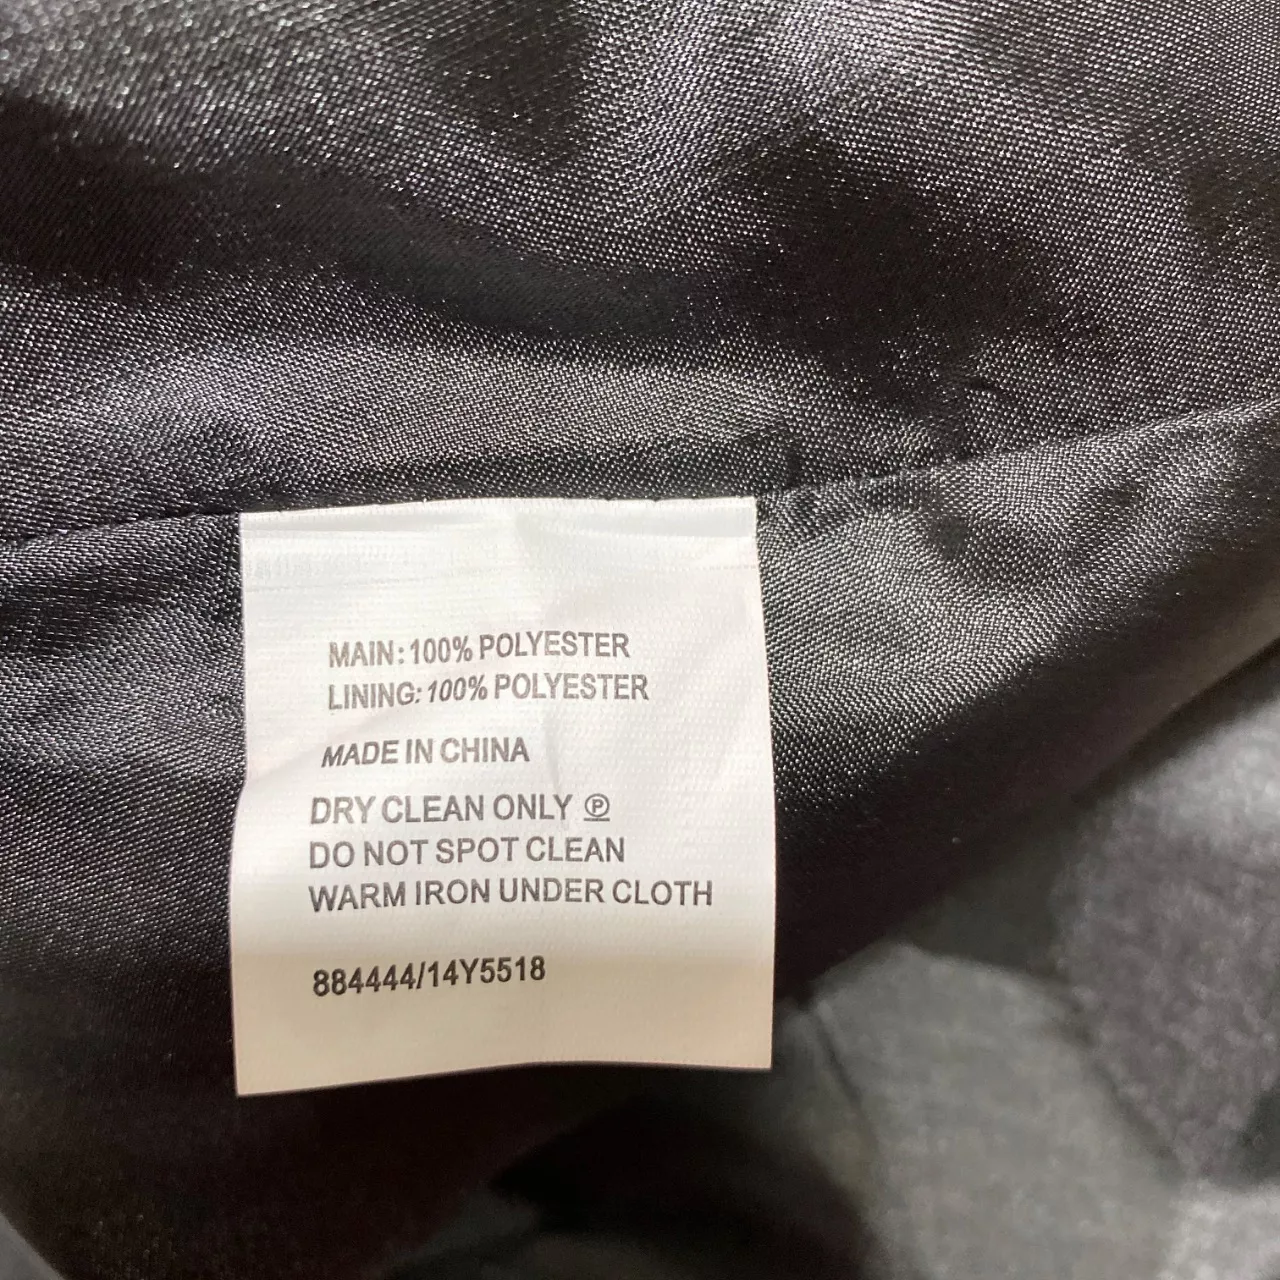 MAIN: 100% POLYESTER
LINING: 100% POLYESTER
MADE IN CHINA
DRY CLEAN ONLY Ⓟ
DO NOT SPOT CLEAN
WARM IRON UNDER CLOTH
884444/14Y5518